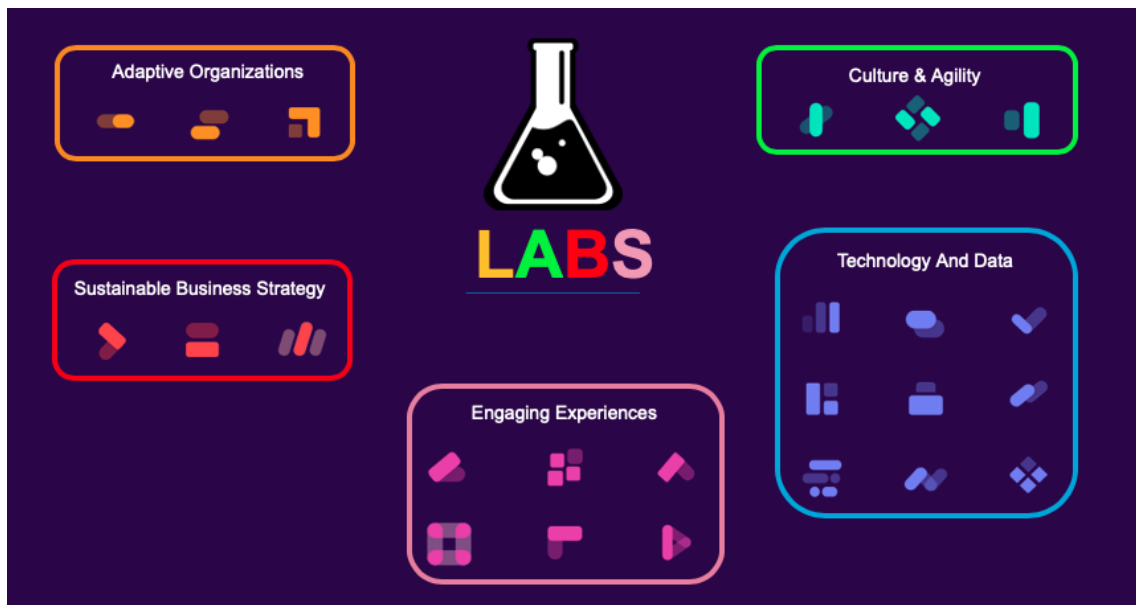 Adaptive Organizations
Culture & Agility
LABS
Technology And Data
Sustainable Business Strategy
Engaging Experiences